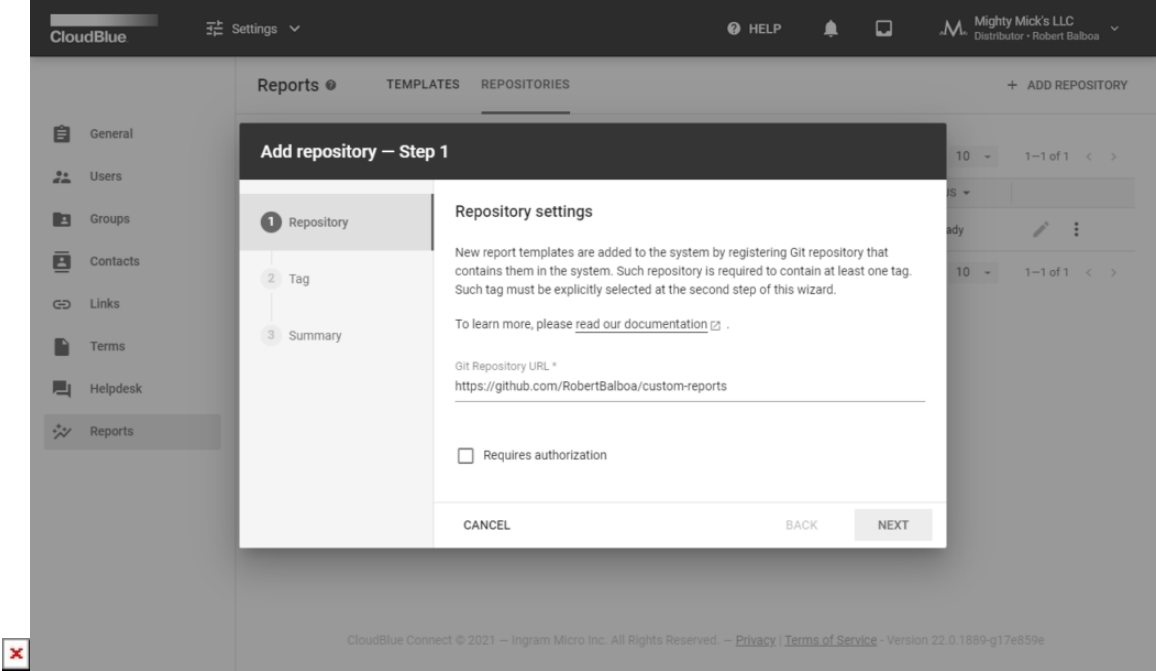 CloudBlue
Settings
HELP
Mighty Mick's LLC
Distributor • Robert Balboa
Reports
TEMPLATES
REPOSITORIES
+ ADD REPOSITORY
General
Users
Groups
Contacts
Links
Terms
Helpdesk
Reports
10
1–1 of 1
10
1–1 of 1
Add repository — Step 1
1 Repository
2 Tag
3 Summary
Repository settings
New report templates are added to the system by registering Git repository that
contains them in the system. Such repository is required to contain at least one tag.
Such tag must be explicitly selected at the second step of this wizard.
To learn more, please read our documentation .
Git Repository URL *
https://github.com/RobertBalboa/custom-reports
Requires authorization
CANCEL
BACK
NEXT
CloudBlue Connect © 2021 — Ingram Micro Inc. All Rights Reserved. — Privacy | Terms of Service - Version 22.0.1889-g17e859e